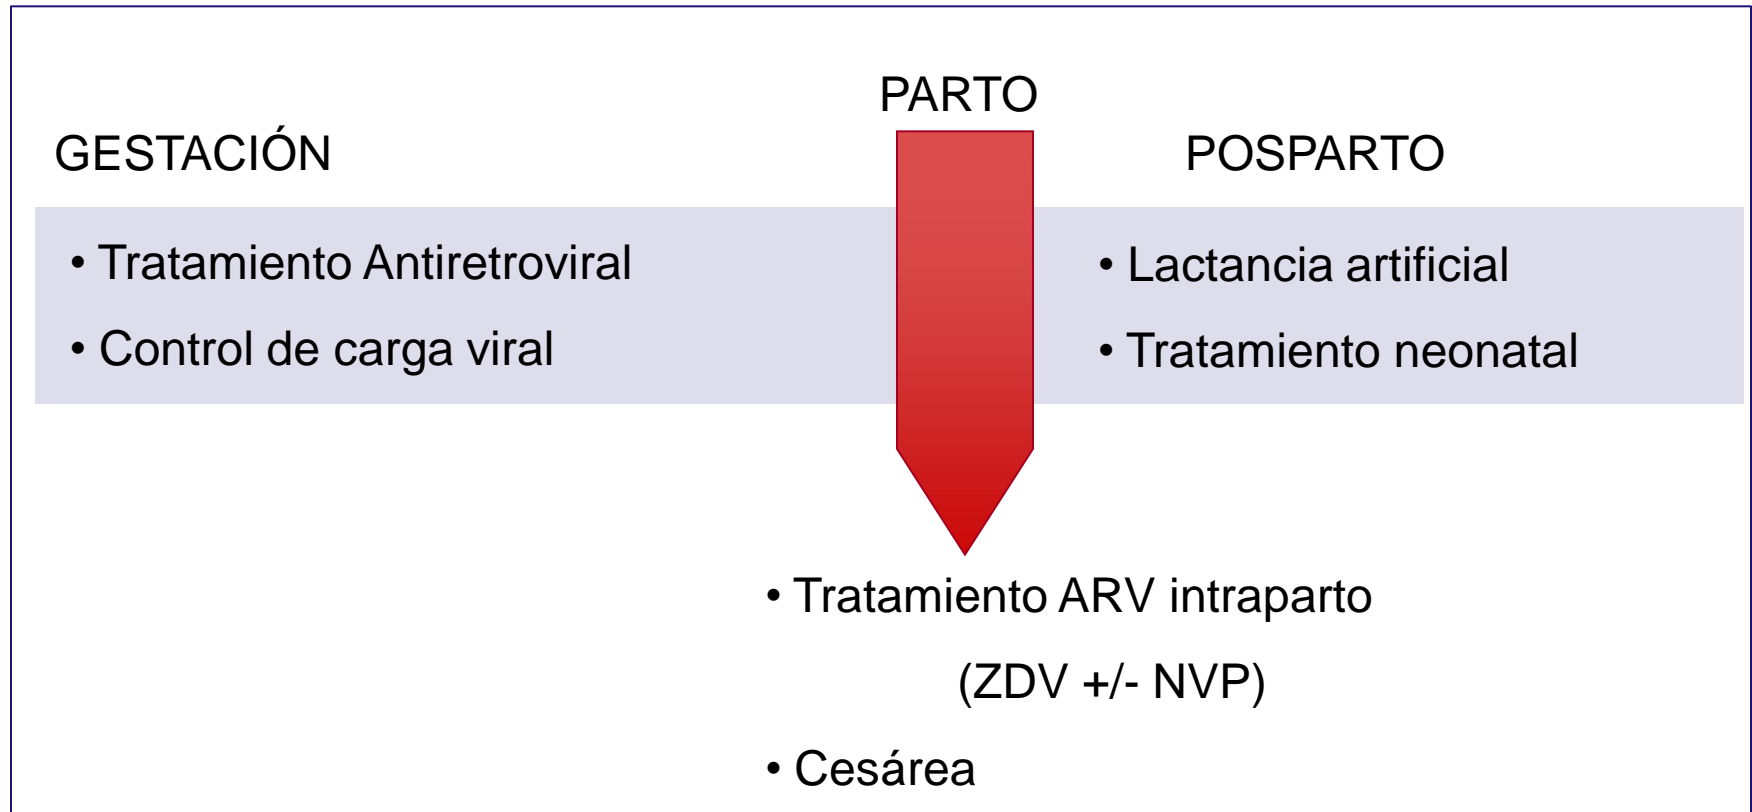 PARTO
GESTACIÓN
POSPARTO
• Tratamiento Antiretroviral
• Control de carga viral
• Lactancia artificial
• Tratamiento neonatal
• Tratamiento ARV intraparto
(ZDV +/- NVP)
• Cesárea